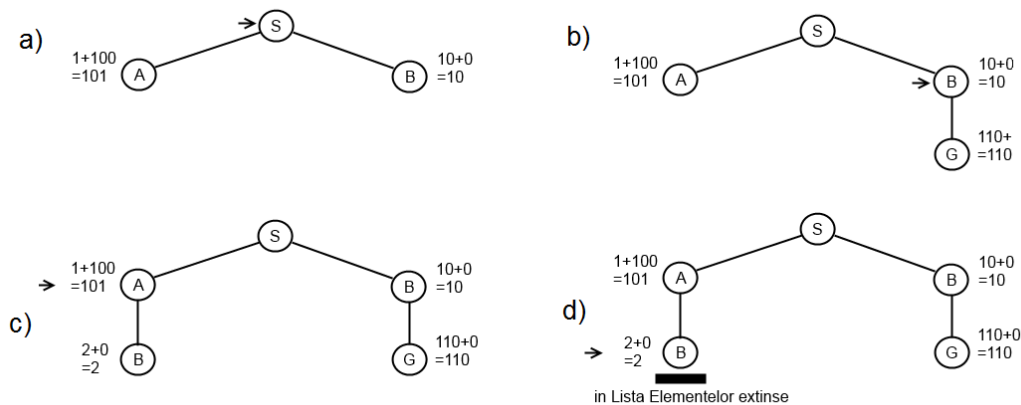 a)
S
1+100
=101
A
B
10+0
=10
b)
S
1+100
=101
A
B
10+0
=10
G
110+
=110
c)
S
1+100
=101
A
B
10+0
=10
2+0
=2
B
G
110+0
=110
d)
S
1+100
=101
A
B
10+0
=10
2+0
=2
B
G
110+0
=110
in Lista Elementelor extinse